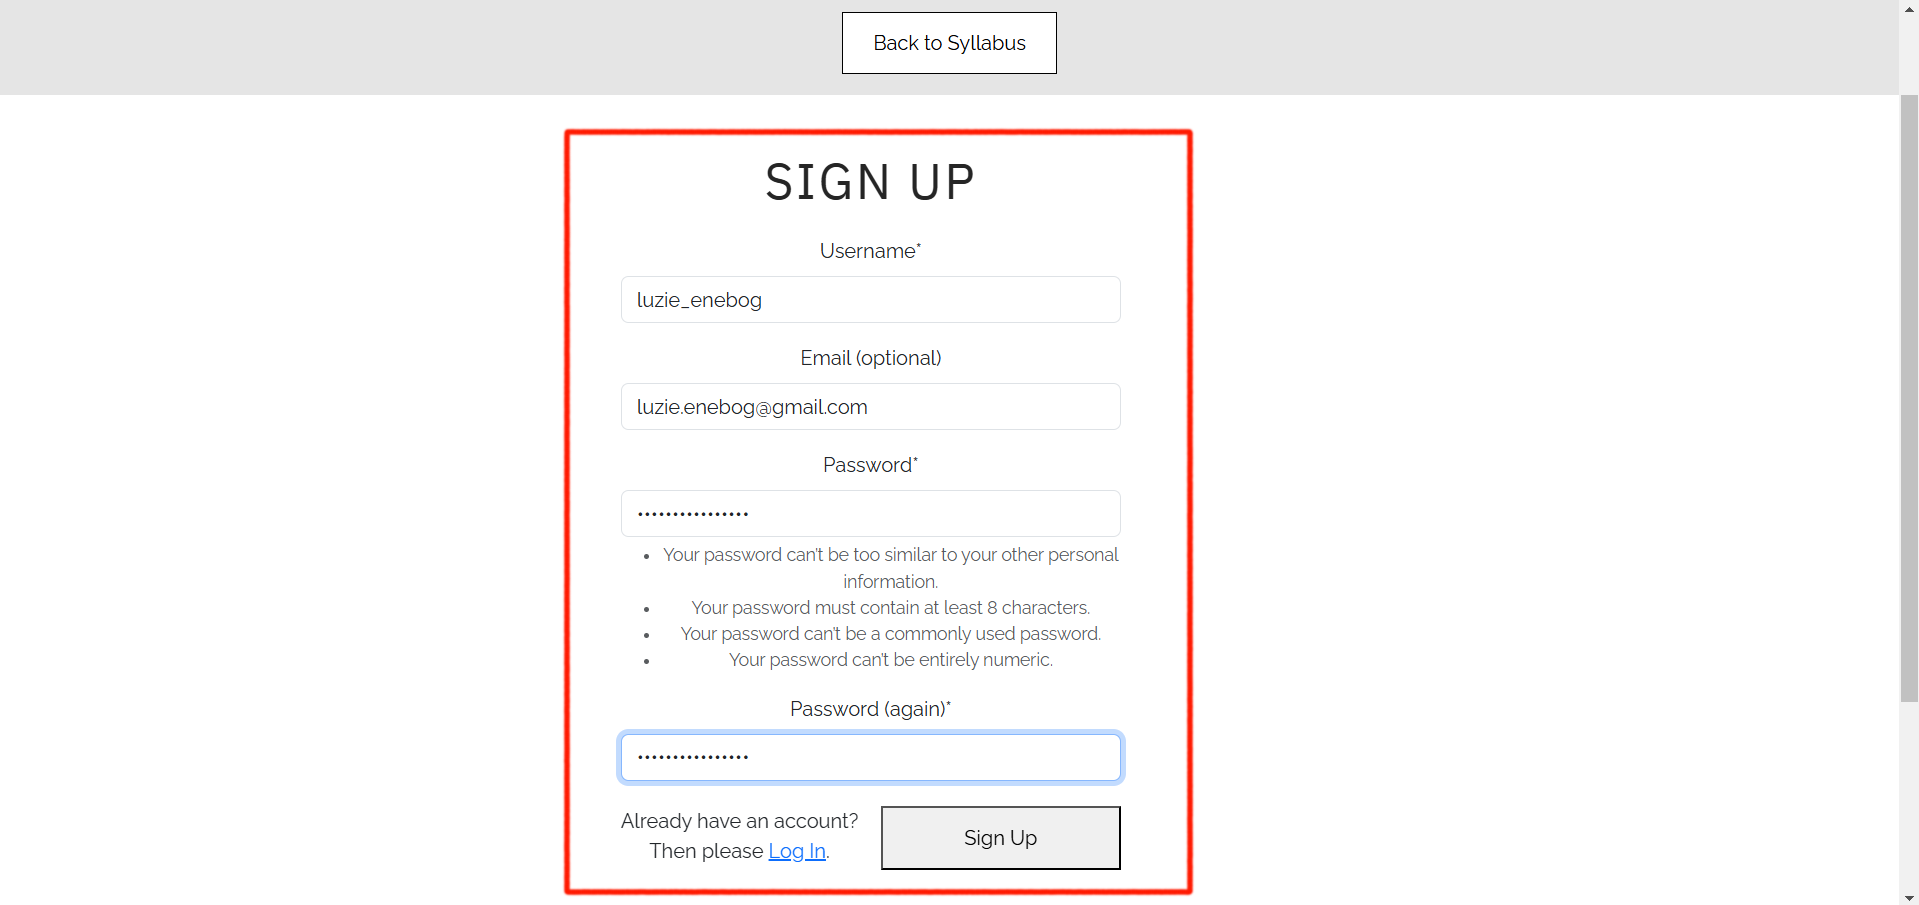 Back to Syllabus
SIGN UP
Username*
luzie_enebog
Email (optional)
luzie.enebog@gmail.com
Password*
••••••••••••••••
• Your password can't be too similar to your other personal
information.
• Your password must contain at least 8 characters.
• Your password can't be a commonly used password.
• Your password can't be entirely numeric.
Password (again)*
••••••••••••••••
Already have an account?
Then please Log In.
Sign Up